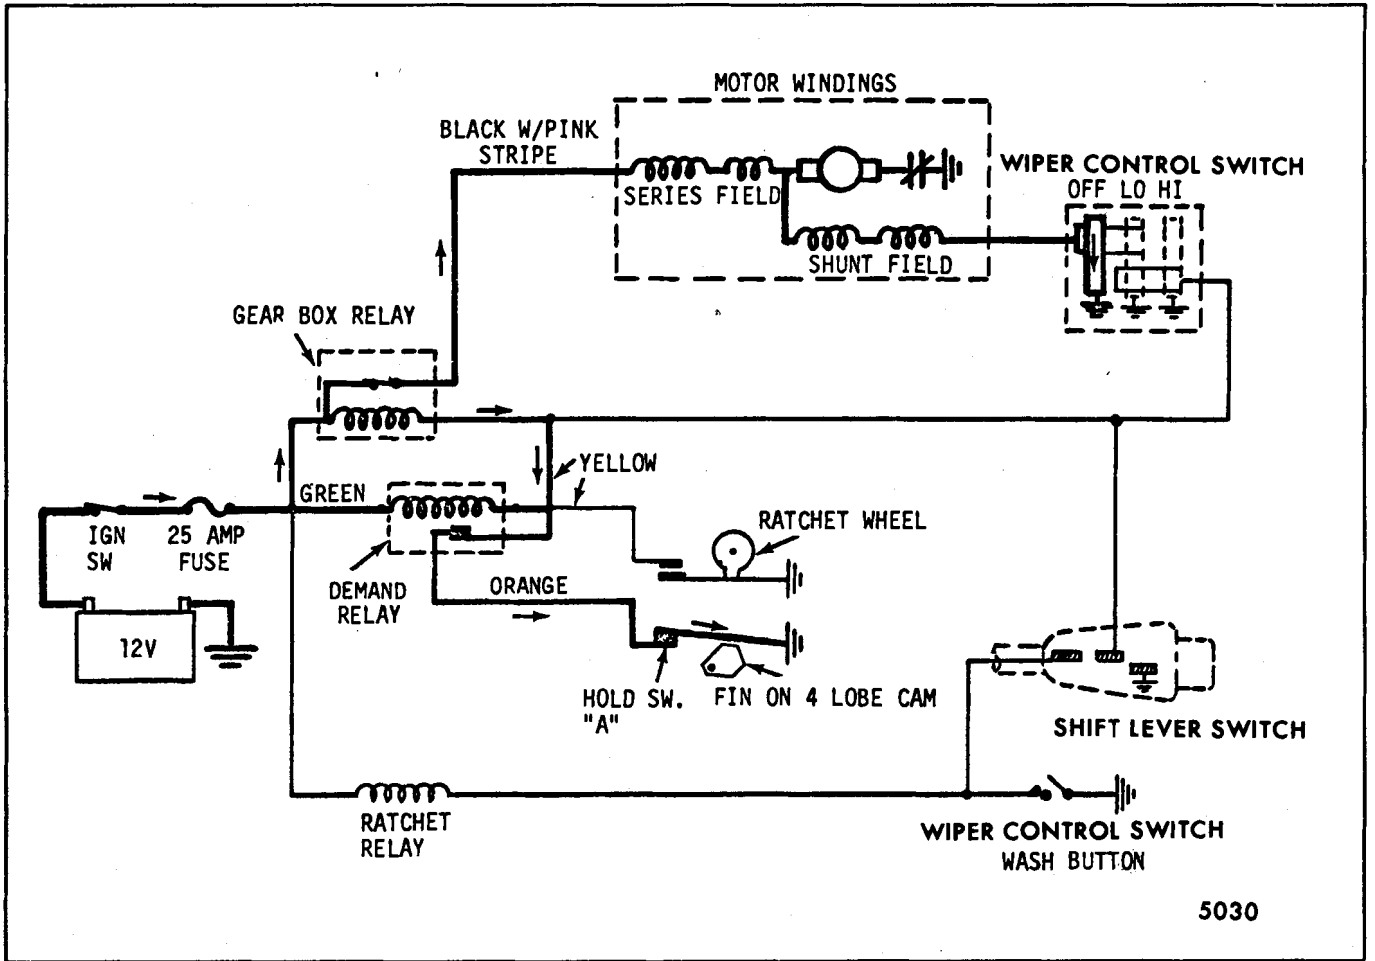 MOTOR WINDINGS
BLACK W/PINK
STRIPE
WIPER CONTROL SWITCH
OFF LO HI
SERIES FIELD
SHUNT FIELD
GEAR BOX RELAY
YELLOW
GREEN
RATCHET WHEEL
IGN
SW
25 AMP
FUSE
DEMAND
RELAY
ORANGE
12V
HOLD SW.
"A"
FIN ON 4 LOBE CAM
SHIFT LEVER SWITCH
RATCHET
RELAY
WIPER CONTROL SWITCH
WASH BUTTON
5030